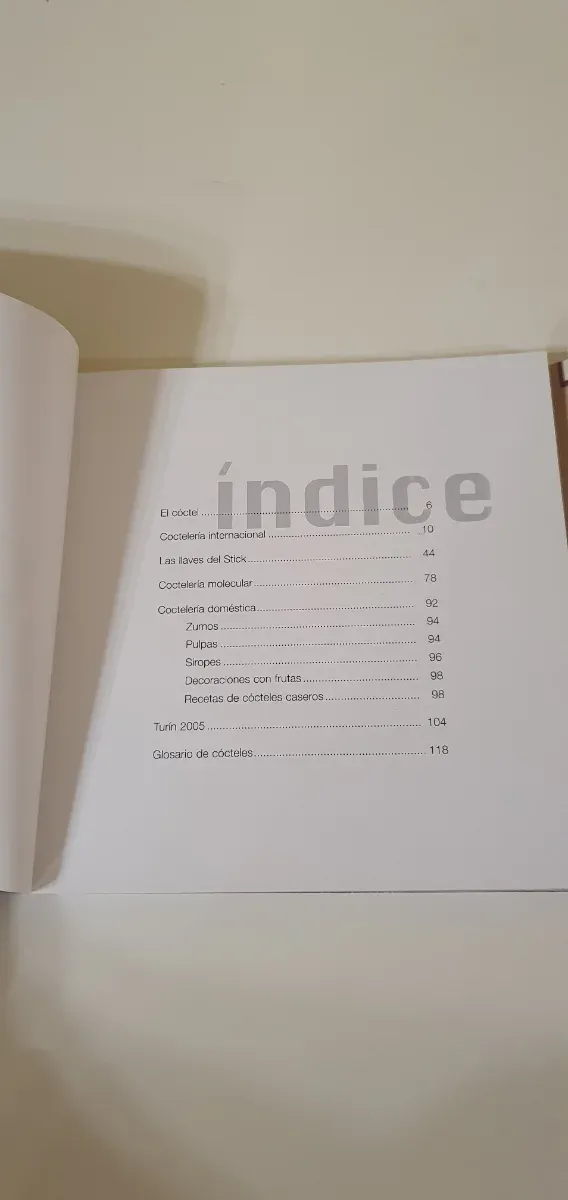 índice
El cóctel ........................ 6
Coctelería internacional ........................ 10
Las llaves del Stick ........................ 44
Coctelería molecular ........................ 78
Coctelería doméstica ........................ 92
Zumos ........................ 94
Pulpas ........................ 94
Siropes ........................ 96
Decoraciones con frutas ........................ 98
Recetas de cócteles caseros ........................ 98
Turín 2005 ........................ 104
Glosario de cócteles ........................ 118